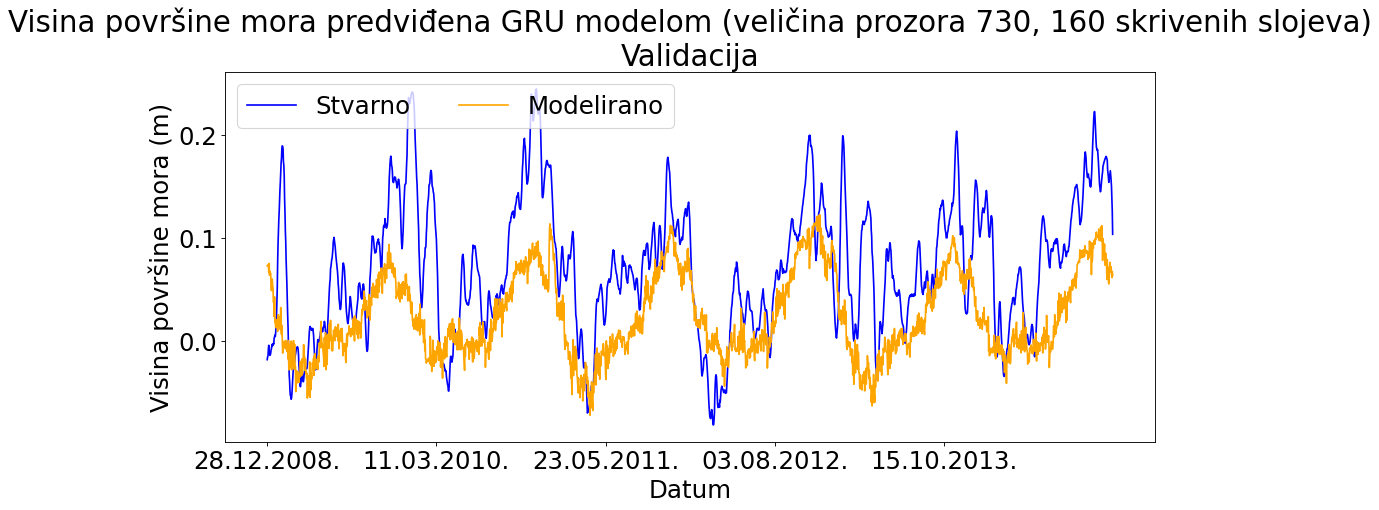 Visina površine mora predviđena GRU modelom (veličina prozora 730, 160 skrivenih slojeva)
Validacija
Stvarno Modelirano
Visina površine mora (m)
0.2
0.1
0.0
28.12.2008. 11.03.2010. 23.05.2011. 03.08.2012. 15.10.2013.
Datum